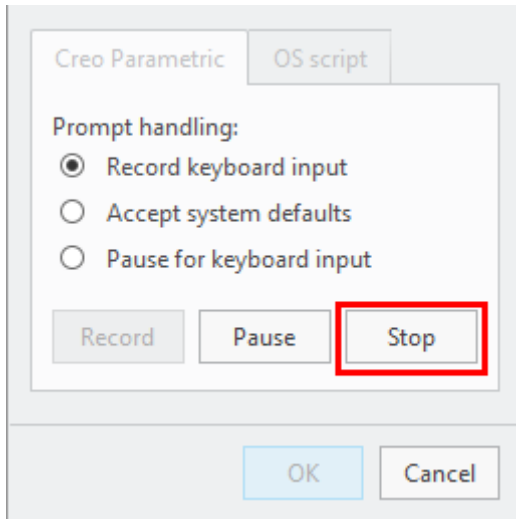 Creo Parametric OS script
Prompt handling:
Record keyboard input
Accept system defaults
Pause for keyboard input
Record Pause Stop
OK Cancel